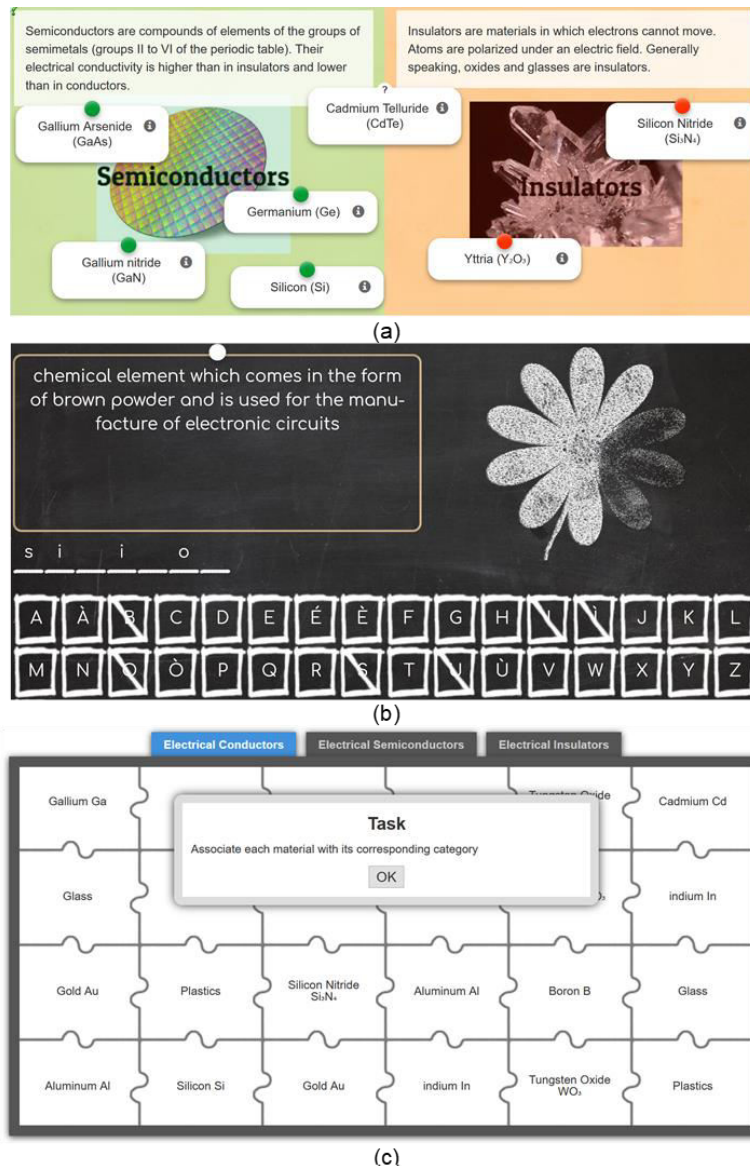 Semiconductors are compounds of elements of the groups of
semimetals (groups II to VI of the periodic table). Their
electrical conductivity is higher than in insulators and lower
than in conductors.
Insulators are materials in which electrons cannot move.
Atoms are polarized under an electric field. Generally
speaking, oxides and glasses are insulators.
?
Cadmium Telluride
(CdTe)
Gallium Arsenide
(GaAs)
Silicon Nitride
(Si₃N₄)
Semiconductors
Insulators
Germanium (Ge)
Gallium nitride
(GaN)
Yttria (Y₂O₃)
Silicon (Si)
(a)
chemical element which comes in the form
of brown powder and is used for the manu-
facture of electronic circuits
s i i o
A À B C D E É È F G H I Ì J K L
M N O Ò P Q R S T U Ù V W X Y Z
(b)
Electrical Conductors Electrical Semiconductors Electrical Insulators
Gallium Ga
Tungsten Oxide
Cadmium Cd
Task
Associate each material with its corresponding category
OK
Glass
indium In
Gold Au
Plastics
Silicon Nitride
Si₃N₄
Aluminum Al
Boron B
Glass
Aluminum Al
Silicon Si
Gold Au
indium In
Tungsten Oxide
WO₃
Plastics
(c)